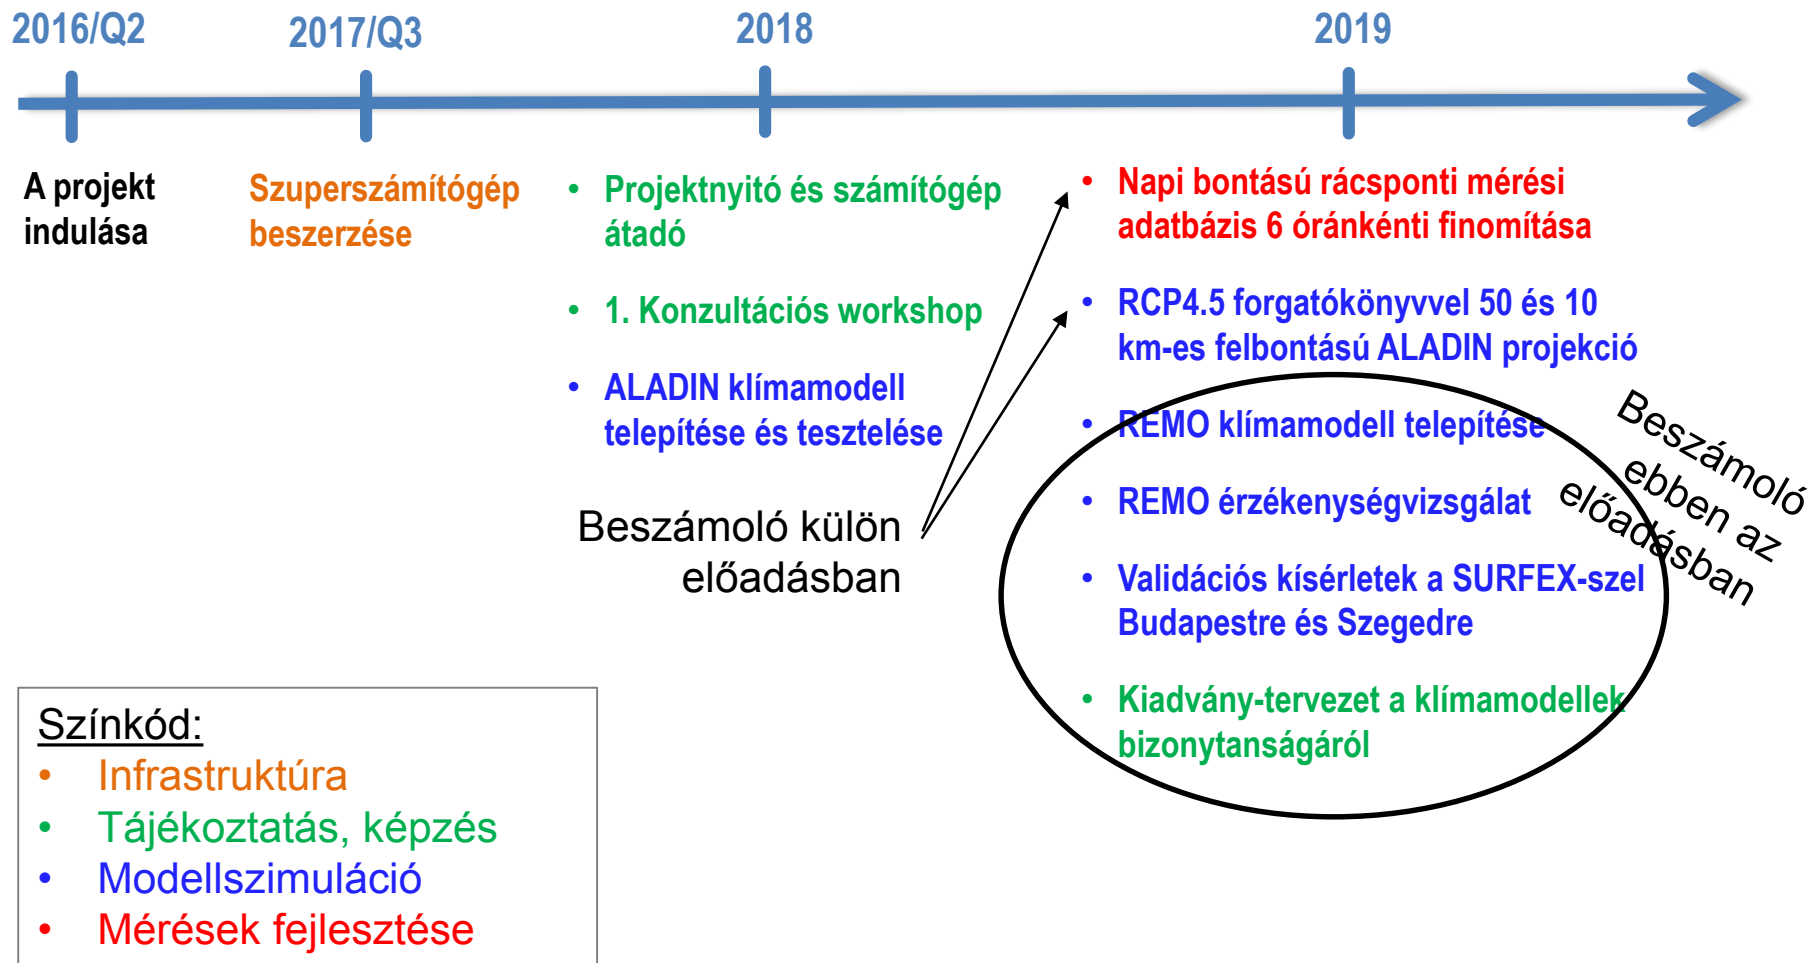 2016/Q2
2017/Q3
2018
2019
A projekt
indulása
Szuperszámítógép
beszerzése
• Projektnyitó és számítógép
átadó
• 1. Konzultációs workshop
• ALADIN klímamodell
telepítése és tesztelése
Beszámoló külön
előadásban
• Napi bontású rácsponti mérési
adatbázis 6 óránkénti finomítása
• RCP4.5 forgatókönyvvel 50 és 10
km-es felbontású ALADIN projekció
• REMO klímamodell telepítése
• REMO érzékenységvizsgálat
• Validációs kísérletek a SURFEX-szel
Budapestre és Szegedre
• Kiadvány-tervezet a klímamodellek
bizonytanságáról
Beszámoló
ebben az
előadásban
Színkód:
• Infrastruktúra
• Tájékoztatás, képzés
• Modellszimuláció
• Mérések fejlesztése